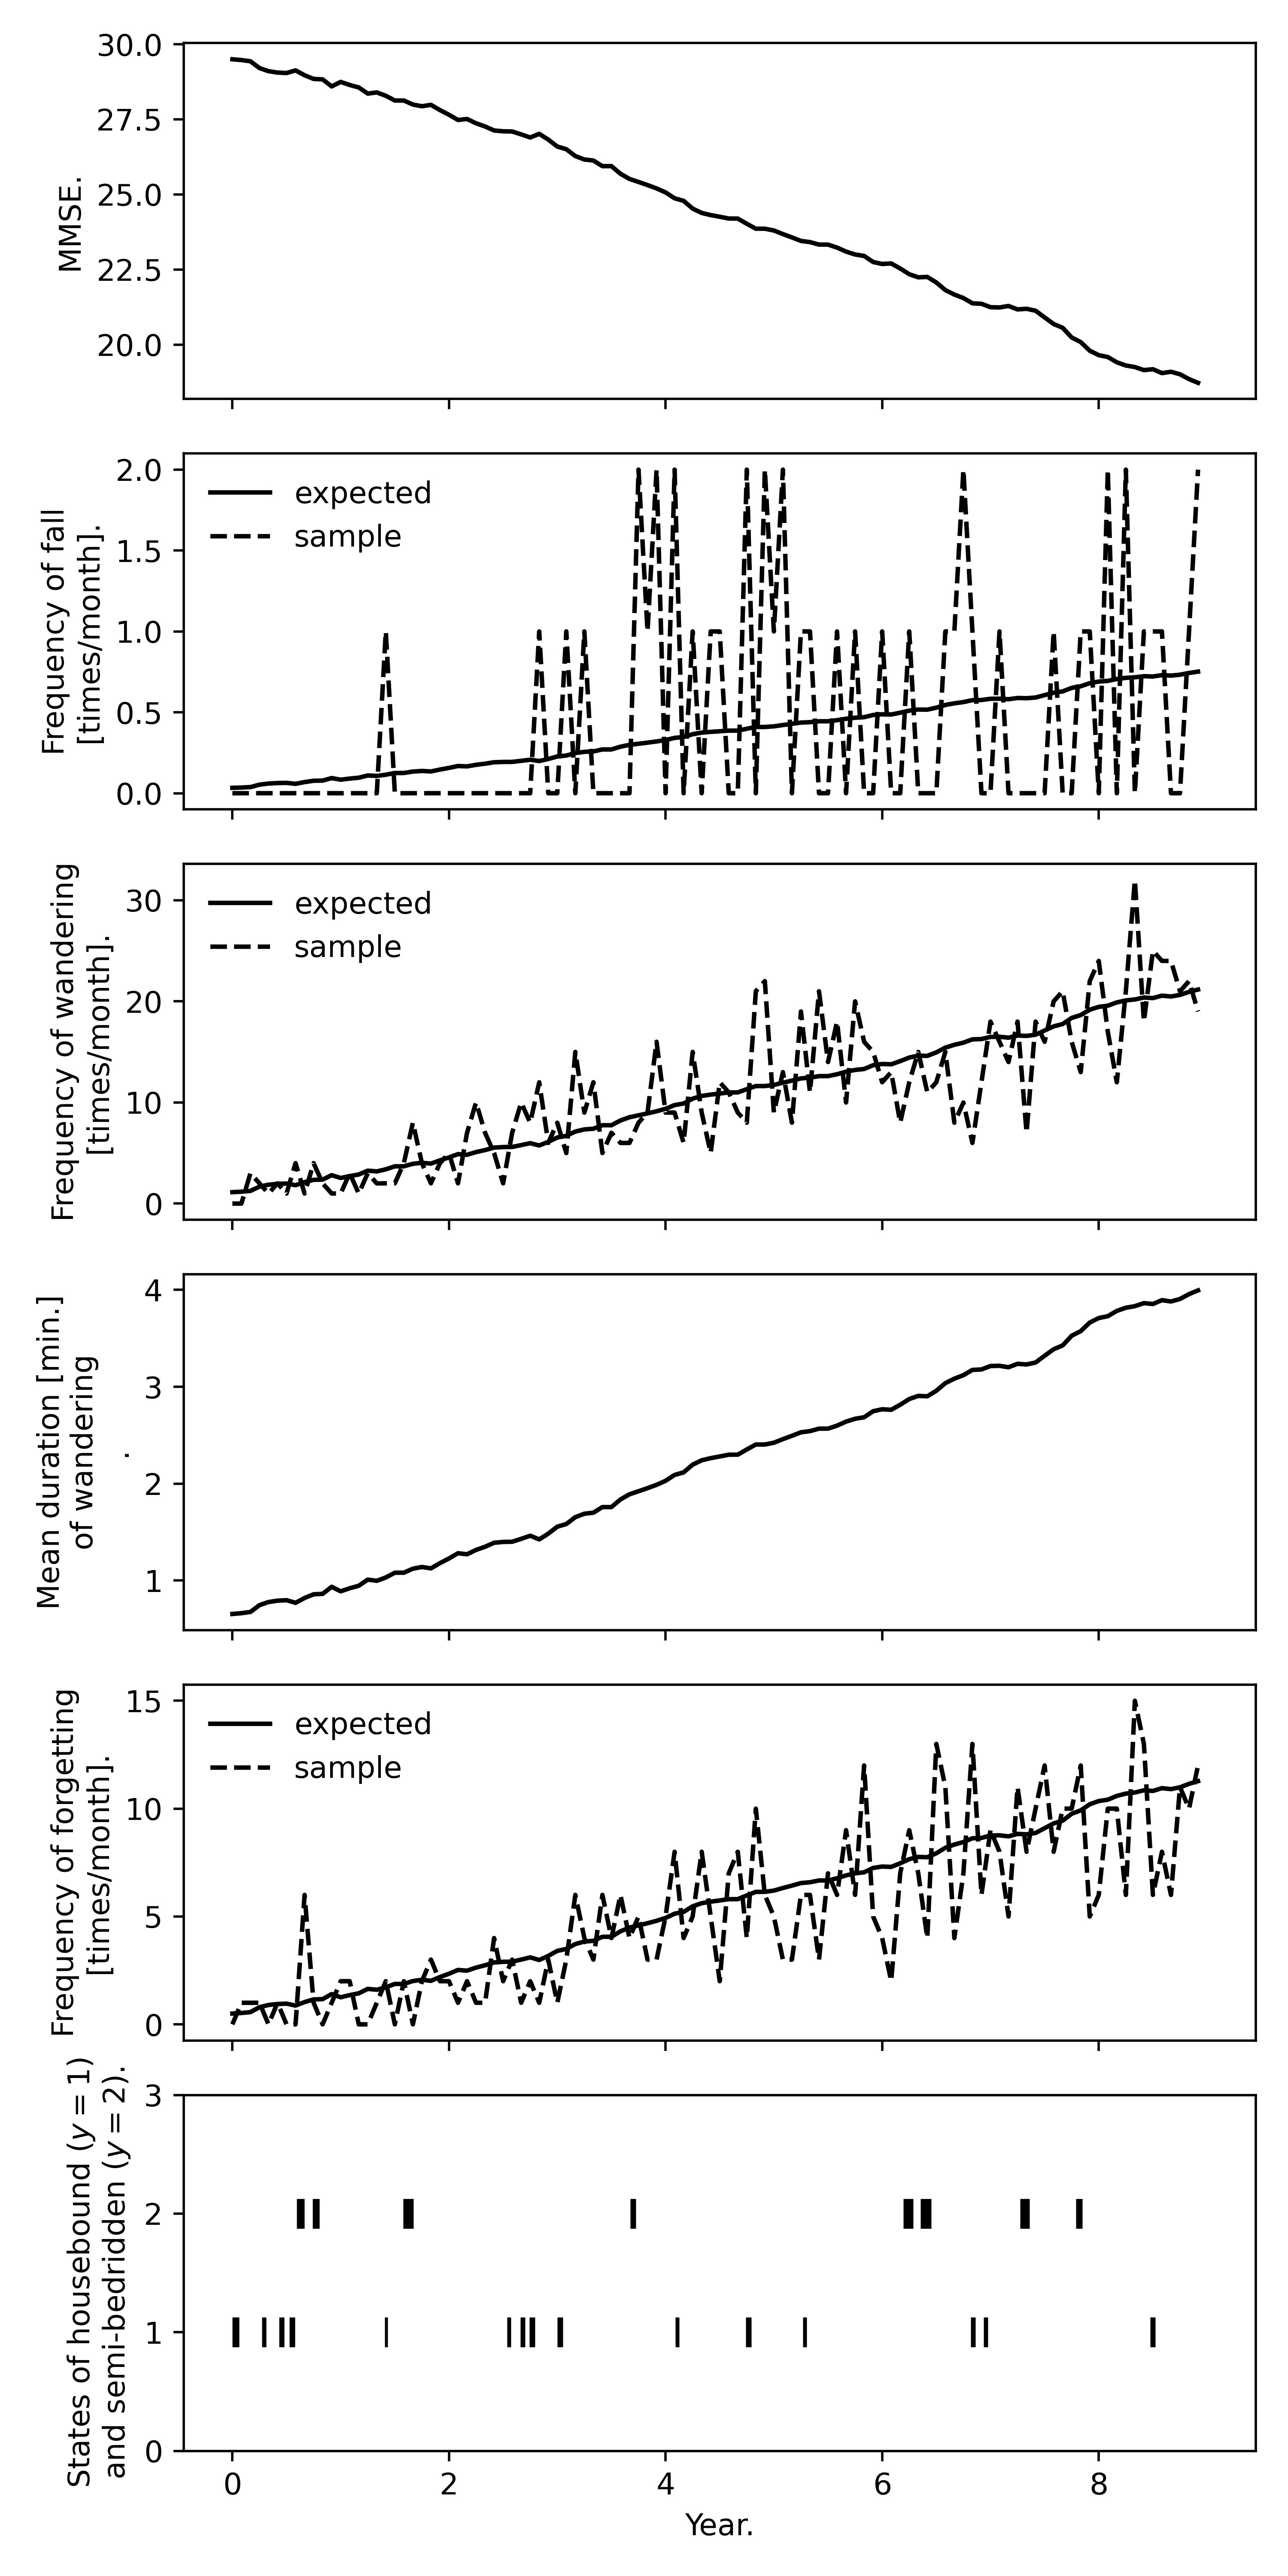 MMSE.
30.0
27.5
25.0
22.5
20.0
Frequency of fall
[times/month].
2.0
1.5
1.0
0.5
0.0
expected
sample
Frequency of wandering
[times/month].
30
20
10
0
expected
sample
Mean duration [min.]
of wandering
.
4
3
2
1
Frequency of forgetting
[times/month].
15
10
5
0
expected
sample
States of housebound (y = 1)
and semi-bedridden (y = 2).
3
2
1
0
0 2 4 6 8
Year.